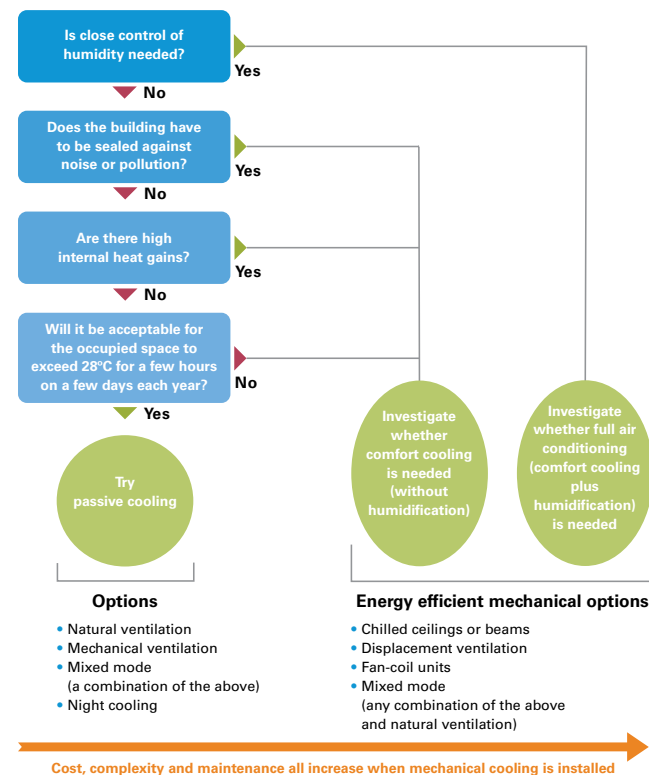 Is close control of
humidity needed?
Yes
No
Does the building have
to be sealed against
noise or pollution?
Yes
No
Are there high
internal heat gains?
Yes
No
Will it be acceptable for
the occupied space to
exceed 28ºC for a few hours
on a few days each year?
No
Yes
Try
passive cooling
Investigate
whether
comfort cooling
is needed
(without
humidification)
Investigate
whether full air
conditioning
(comfort cooling
plus
humidification)
is needed
Options
• Natural ventilation
• Mechanical ventilation
• Mixed mode
(a combination of the above)
• Night cooling
Energy efficient mechanical options
• Chilled ceilings or beams
• Displacement ventilation
• Fan-coil units
• Mixed mode
(any combination of the above
and natural ventilation)
Cost, complexity and maintenance all increase when mechanical cooling is installed